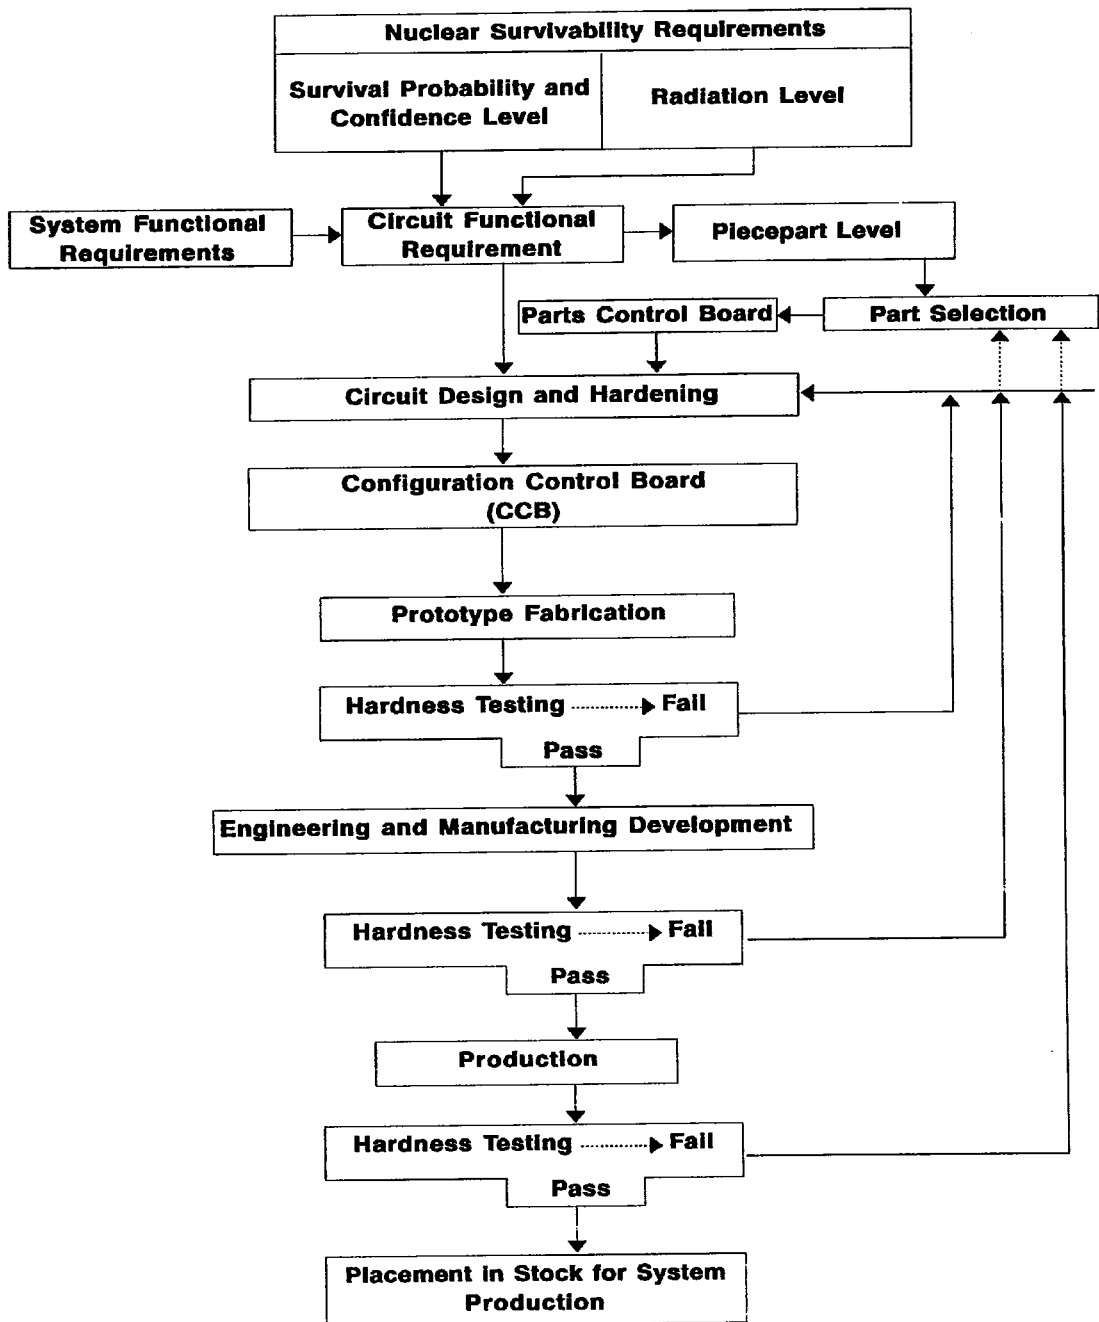 Nuclear Survivability Requirements
Survival Probability and
Confidence Level
Radiation Level
System Functional
Requirements
Circuit Functional
Requirement
Piecepart Level
Parts Control Board
Part Selection
Circuit Design and Hardening
Configuration Control Board
(CCB)
Prototype Fabrication
Hardness Testing Fail
Pass
Engineering and Manufacturing Development
Hardness Testing Fail
Pass
Production
Hardness Testing Fail
Pass
Placement in Stock for System
Production